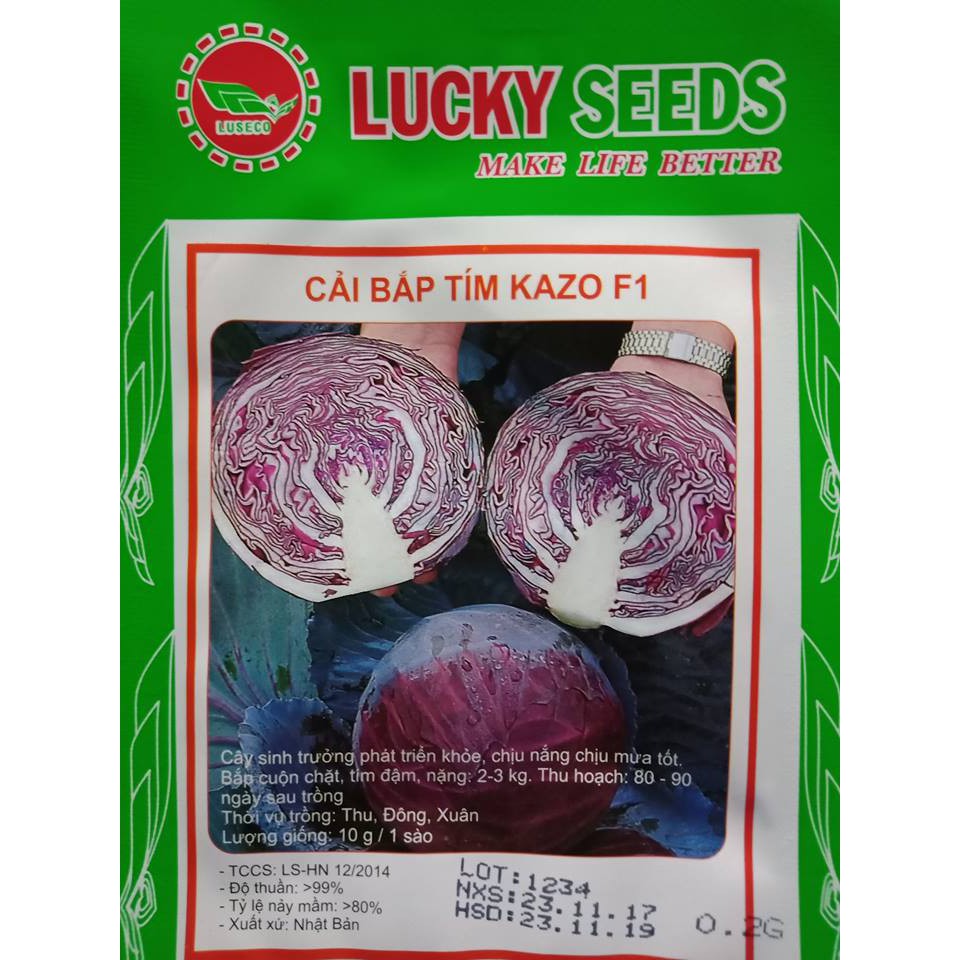 LUSECO
LUCKY SEEDS
MAKE LIFE BETTER
CẢI BẮP TÍM KAZO F1
Cây sinh trưởng phát triển khỏe, chịu nắng chịu mưa tốt.
Bắp cuộn chặt, tím đậm, nặng: 2-3 kg. Thu hoạch: 80 - 90
ngày sau trồng
Thời vụ trồng: Thu, Đông, Xuân
Lượng giống: 10 g / 1 sào
- TCCS: LS-HN 12/2014
- Độ thuần: >99%
- Tỷ lệ nảy mầm: >80%
- Xuất xứ: Nhật Bản
LOT:1234
NXS:23.11.17
HSD:23.11.19
0.2G